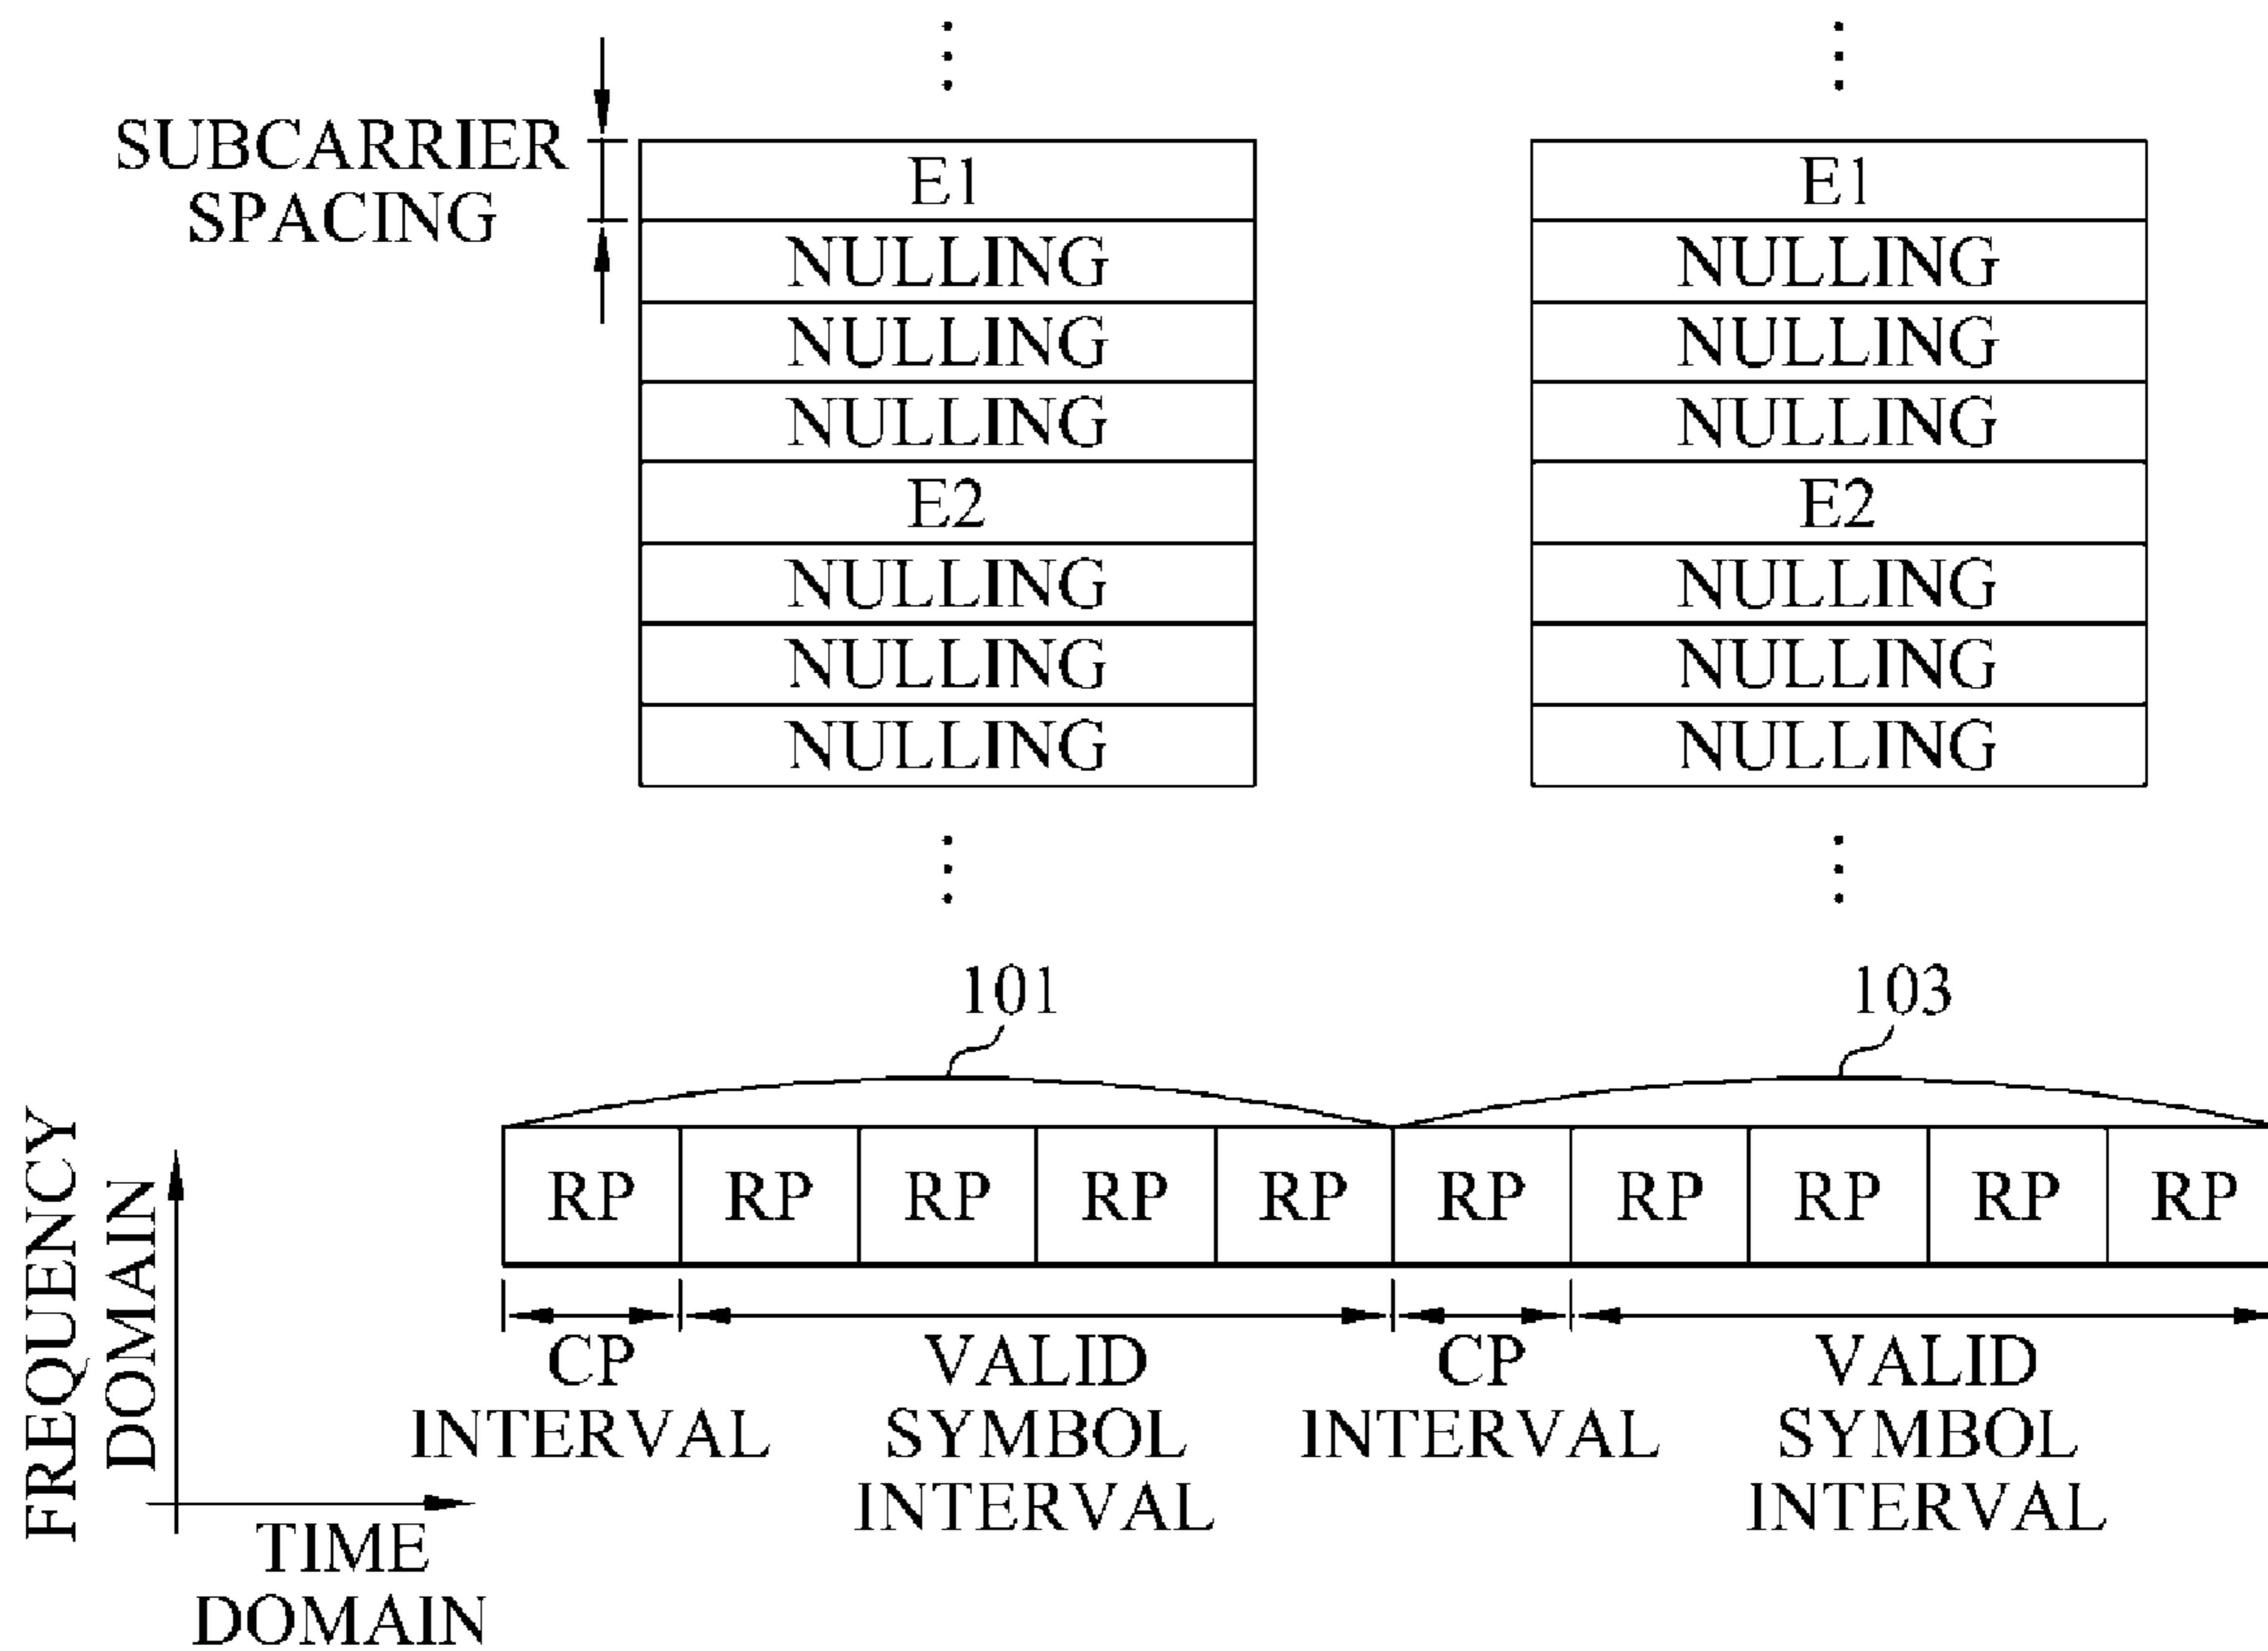 SUBCARRIER
SPACING
E1
NULLING
NULLING
NULLING
E2
NULLING
NULLING
NULLING
E1
NULLING
NULLING
NULLING
E2
NULLING
NULLING
NULLING
101
103
RP RP RP RP RP RP RP RP RP RP
CP
INTERVAL
VALID
SYMBOL
INTERVAL
CP
INTERVAL
VALID
SYMBOL
INTERVAL
FREQUENCY
DOMAIN
TIME
DOMAIN